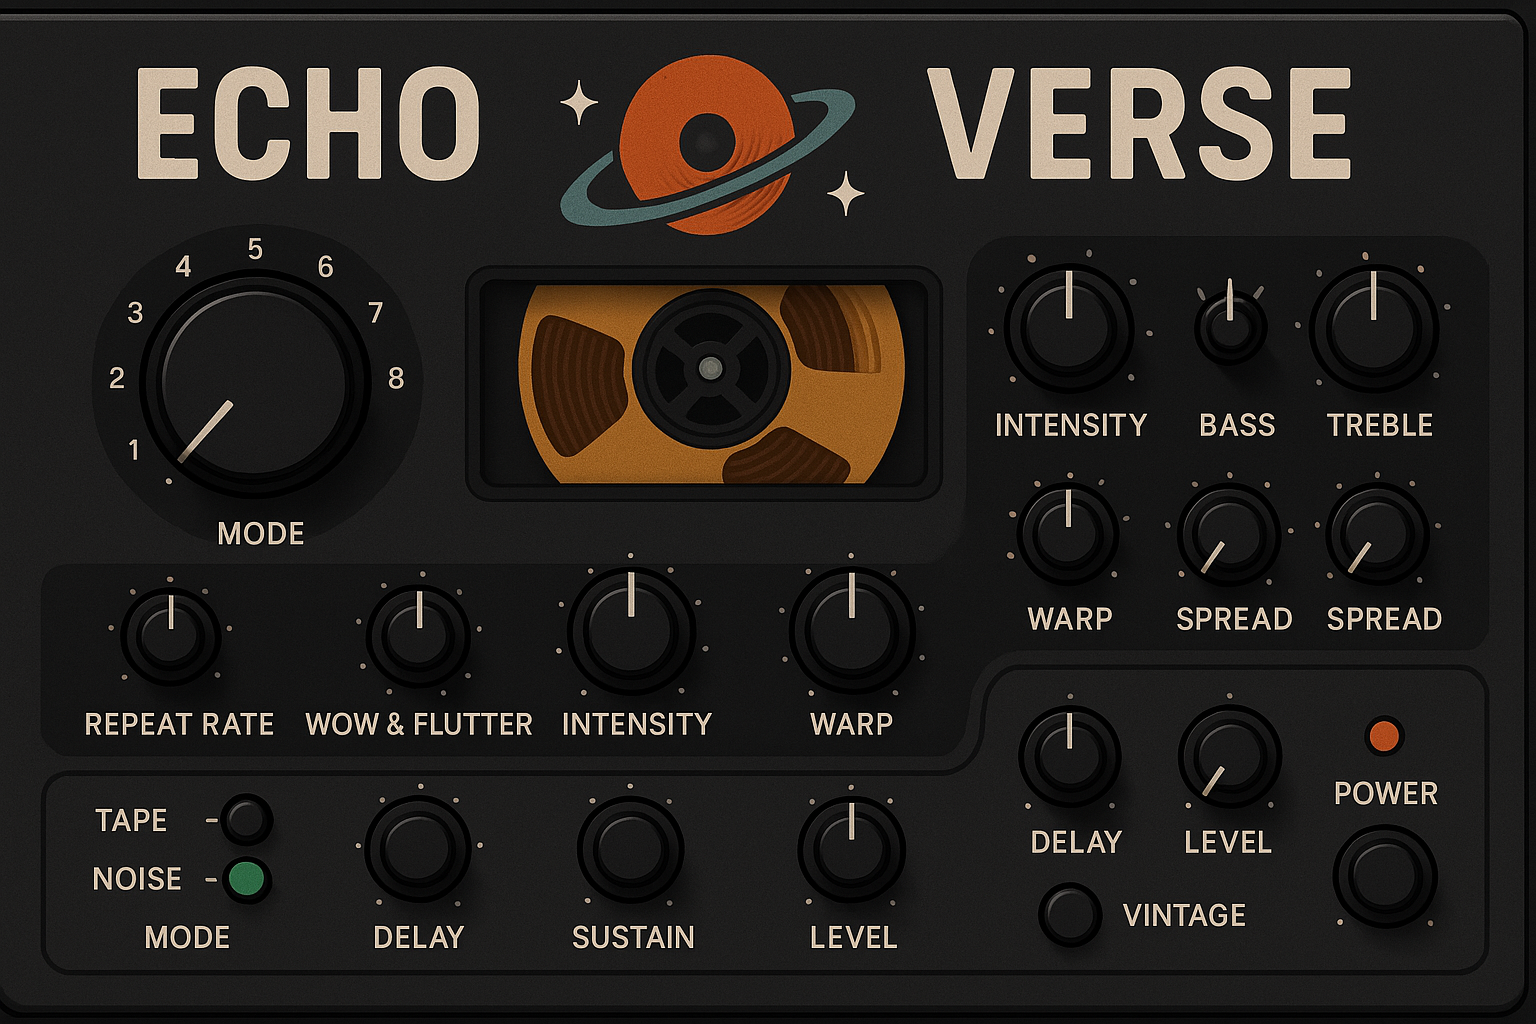 ECHO VERSE
1
2
3
4
5
6
7
8
MODE
INTENSITY BASS TREBLE
WARP SPREAD SPREAD
REPEAT RATE WOW & FLUTTER INTENSITY WARP
TAPE
NOISE
MODE
DELAY SUSTAIN LEVEL
DELAY LEVEL
POWER
VINTAGE